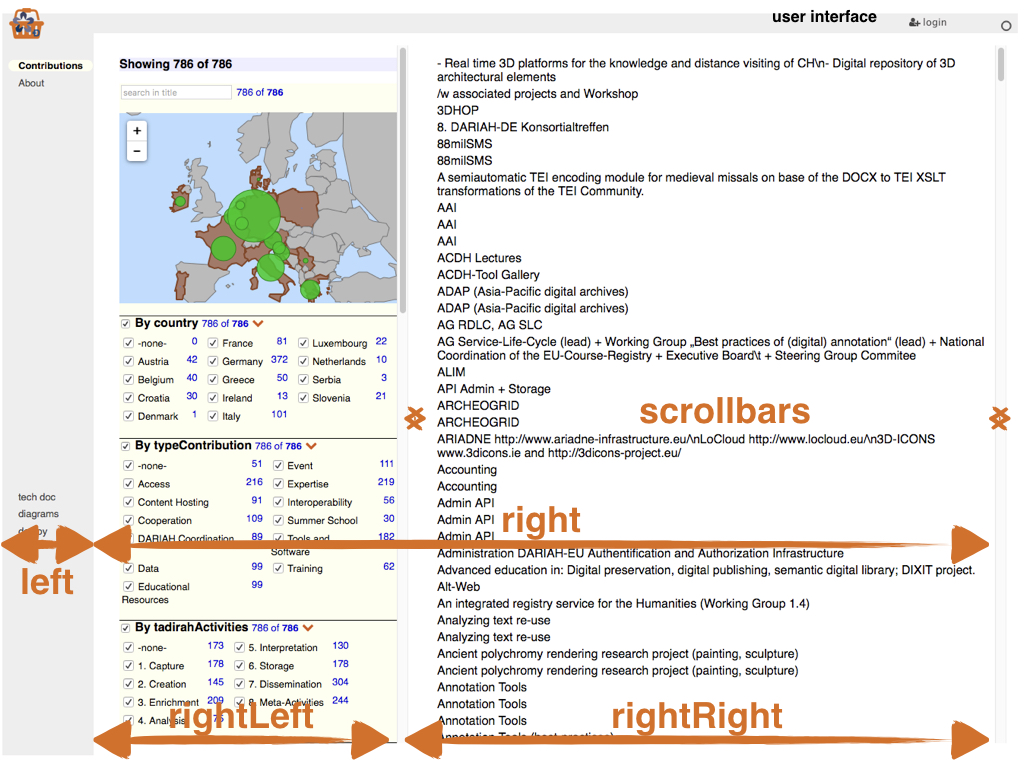 user interface
login
Contributions
About
Showing 786 of 786
search in title
786 of 786
+
−
By country 786 of 786
-none- 0 France 81 Luxembourg 22
Austria 42 Germany 372 Netherlands 10
Belgium 40 Greece 50 Serbia 3
Croatia 30 Ireland 13 Slovenia 21
Denmark 1 Italy 101
By typeContribution 786 of 786
-none- 51 Event 111
Access 216 Expertise 219
Content Hosting 91 Interoperability 56
Cooperation 109 Summer School 30
DARIAH Coordination 89 Tools and 182
Software
Data 99 Training 62
Educational 99
Resources
By tadirahActivities 786 of 786
-none- 173 5. Interpretation 130
1. Capture 178 6. Storage 178
2. Creation 145 7. Dissemination 304
3. Enrichment 209 8. Meta-Activities 244
4. Analysis
- Real time 3D platforms for the knowledge and distance visiting of CH\n- Digital repository of 3D
architectural elements
/w associated projects and Workshop
3DHOP
8. DARIAH-DE Konsortialtreffen
88milSMS
88milSMS
A semiautomatic TEI encoding module for medieval missals on base of the DOCX to TEI XSLT
transformations of the TEI Community.
AAI
AAI
AAI
ACDH Lectures
ACDH-Tool Gallery
ADAP (Asia-Pacific digital archives)
ADAP (Asia-Pacific digital archives)
AG RDLC, AG SLC
AG Service-Life-Cycle (lead) + Working Group „Best practices of (digital) annotation“ (lead) + National
Coordination of the EU-Course-Registry + Executive Board\t + Steering Group Commitee
ALIM
API Admin + Storage
ARCHEOGRID
ARCHEOGRID
ARIADNE http://www.ariadne-infrastructure.eu/\nLoCloud http://www.locloud.eu/\n3D-ICONS
www.3dicons.ie and http://3dicons-project.eu/
Accounting
Accounting
Admin API
Admin API
Admin API
Administration DARIAH-EU Authentification and Authorization Infrastructure
Advanced education in: Digital preservation, digital publishing, semantic digital library; DIXIT project.
Alt-Web
An integrated registry service for the Humanities (Working Group 1.4)
Analyzing text re-use
Analyzing text re-use
Ancient polychromy rendering research project (painting, sculpture)
Ancient polychromy rendering research project (painting, sculpture)
Annotation Tools
Annotation Tools
Annotation Tools
Annotation Tools (best practices)
scrollbars
tech doc
diagrams
right
left
rightLeft
rightRight